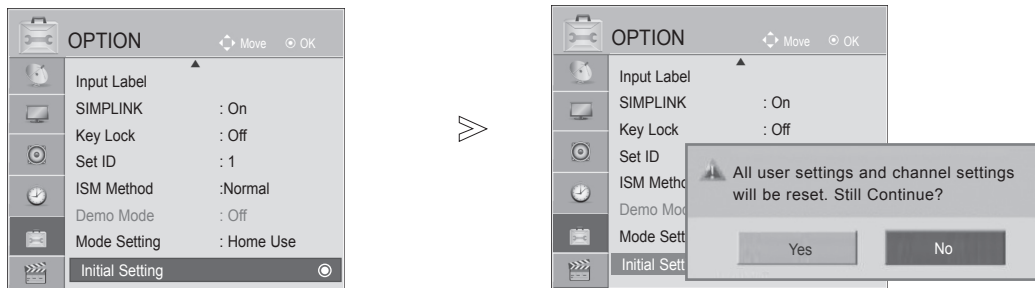 OPTION
Move OK
Input Label
SIMPLINK : On
Key Lock : Off
Set ID : 1
ISM Method :Normal
Demo Mode : Off
Mode Setting : Home Use
Initial Setting
OPTION
Move OK
Input Label
SIMPLINK : On
Key Lock : Off
Set ID
ISM Metho
Demo Mod
Mode Sett
Initial Sett
All user settings and channel settings
will be reset. Still Continue?
Yes No